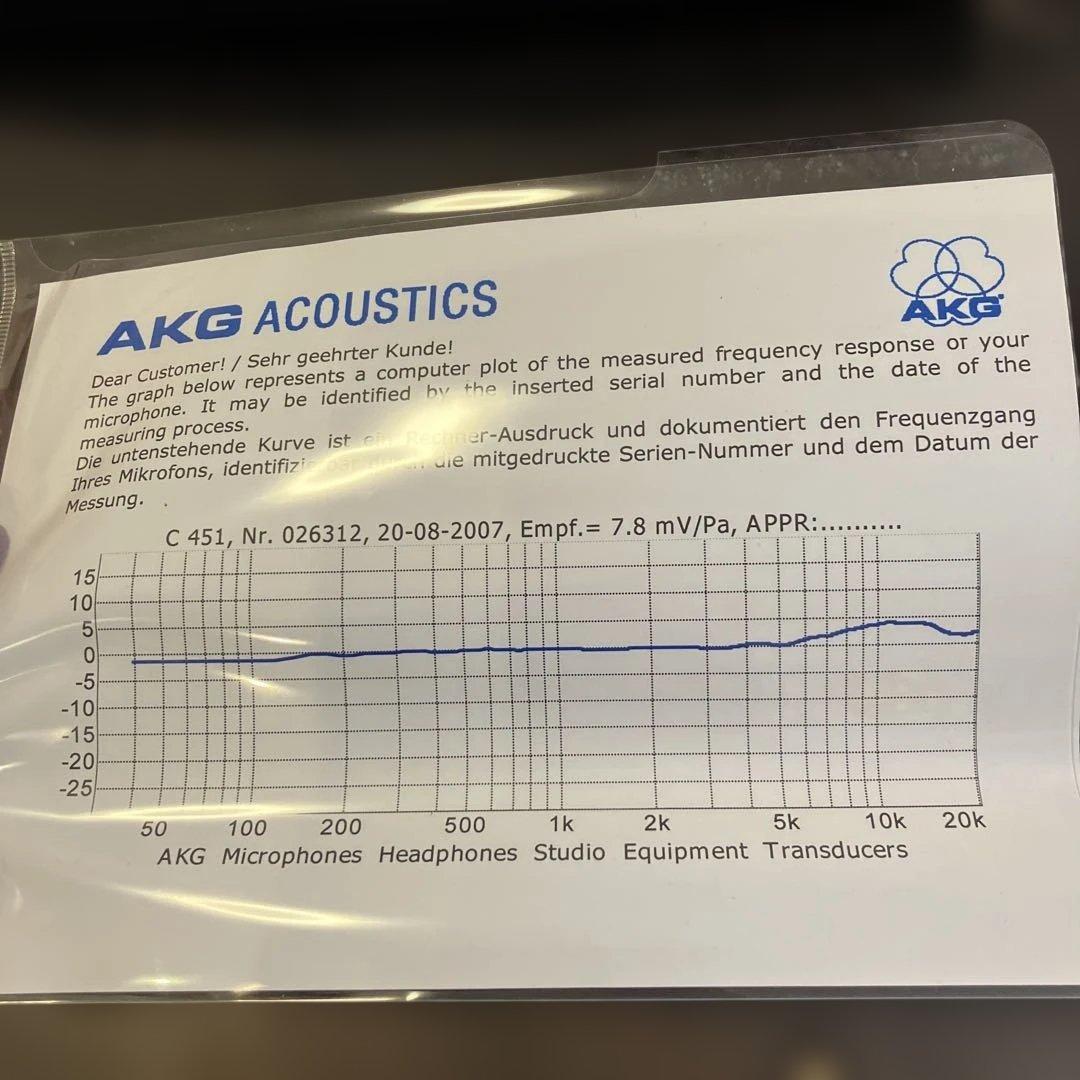 AKG ACOUSTICS
AKG
Dear Customer! / Sehr geehrter Kunde!
The graph below represents a computer plot of the measured frequency response or your
microphone. It may be identified by the inserted serial number and the date of the
measuring process.
Die untenstehende Kurve ist ein Rechner-Ausdruck und dokumentiert den Frequenzgang
Ihres Mikrofons, die mitgedruckte Serien-Nummer und dem Datum der
Messung.
C 451, Nr. 026312, 20-08-2007, Empf.= 7.8 mV/Pa, APPR:..........
15
10
5
0
-5
-10
-15
-20
-25
50 100 200 500 1k 2k 5k 10k 20k
AKG Microphones Headphones Studio Equipment Transducers